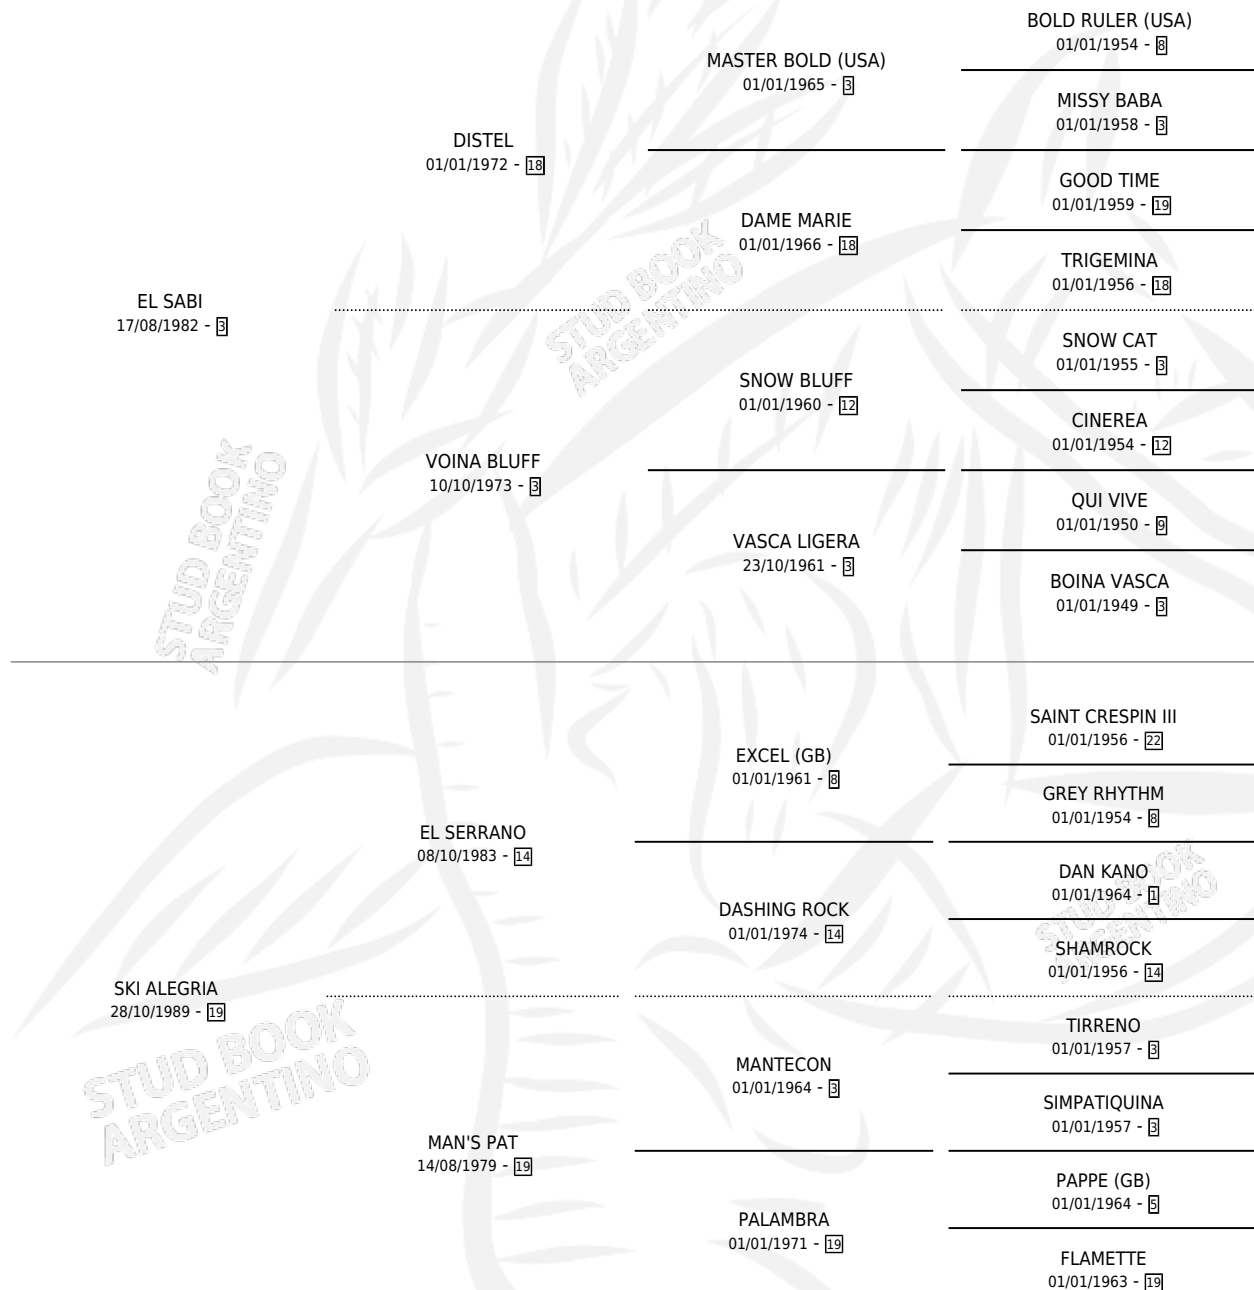 BOLD RULER (USA)
01/01/1954 - 8
MASTER BOLD (USA)
01/01/1965 - 3
MISSY BABA
01/01/1958 - 3
DISTEL
01/01/1972 - 18
GOOD TIME
01/01/1959 - 19
DAME MARIE
01/01/1966 - 18
TRIGEMINA
01/01/1956 - 18
EL SABI
17/08/1982 - 3
SNOW CAT
01/01/1955 - 3
SNOW BLUFF
01/01/1960 - 12
CINEREA
01/01/1954 - 12
VOINA BLUFF
10/10/1973 - 3
QUI VIVE
01/01/1950 - 9
VASCA LIGERA
23/10/1961 - 3
BOINA VASCA
01/01/1949 - 3
SAINT CRESPIN III
01/01/1956 - 22
EXCEL (GB)
01/01/1961 - 8
GREY RHYTHM
01/01/1954 - 8
EL SERRANO
08/10/1983 - 14
DAN KANO
01/01/1964 - 1
DASHING ROCK
01/01/1974 - 14
SHAMROCK
01/01/1956 - 14
SKI ALEGRIA
28/10/1989 - 19
TIRRENO
01/01/1957 - 3
MANTECON
01/01/1964 - 3
SIMPATIQUINA
01/01/1957 - 3
MAN'S PAT
14/08/1979 - 19
PAPPE (GB)
01/01/1964 - 5
PALAMBRA
01/01/1971 - 19
FLAMETTE
01/01/1963 - 19
STUD BOOK
ARGENTINO
STUD BOOK
ARGENTINO
STUD BOOK
ARGENTINO
STUD BOOK
ARGENTINO